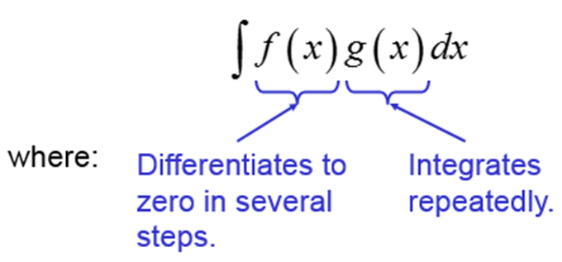 ∫ f(x) g(x) dx
where:
Differentiates to
zero in several
steps.
Integrates
repeatedly.